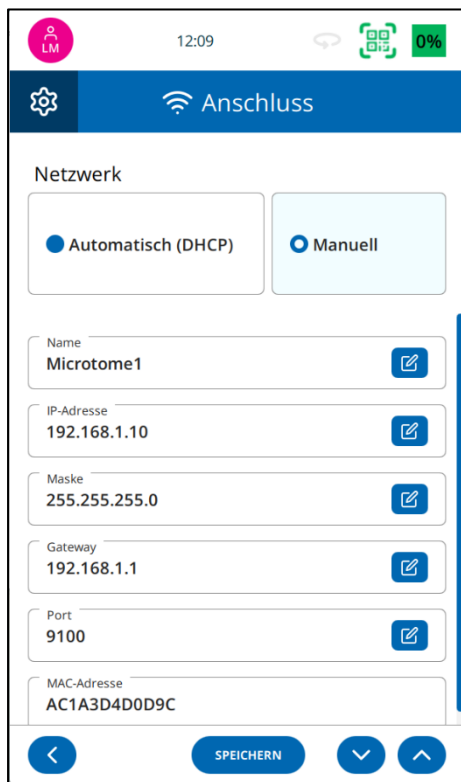 LM
12:09
0%
Anschluss
Netzwerk
Automatisch (DHCP)
Manuell
Name
Microtome1
IP-Adresse
192.168.1.10
Maske
255.255.255.0
Gateway
192.168.1.1
Port
9100
MAC-Adresse
AC1A3D4D0D9C
SPEICHERN